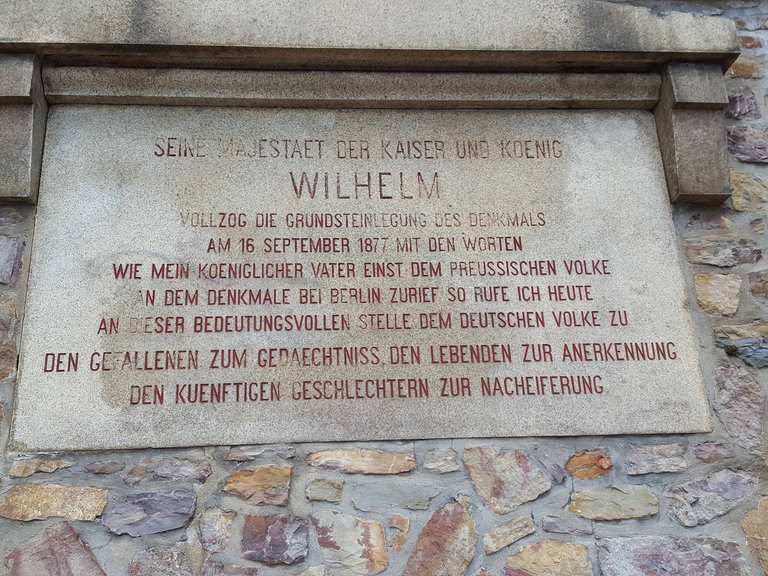 SEINE MAJESTAET DER KAISER UND KOENIG
WILHELM
VOLLZOG DIE GRUNDSTEINLEGUNG DES DENKMALS
AM 16. SEPTEMBER 1877 MIT DEN WORTEN
WIE MEIN KOENIGLICHER VATER EINST DEM PREUSSISCHEN VOLKE
AN DEM DENKMALE BEI BERLIN ZURIEF SO RUFE ICH HEUTE
AN DIESER BEDEUTUNGSVOLLEN STELLE DEM DEUTSCHEN VOLKE ZU
DEN GEFALLENEN ZUM GEDAECHTNISS, DEN LEBENDEN ZUR ANERKENNUNG
DEN KUENFTIGEN GESCHLECHTERN ZUR NACHEIFERUNG.